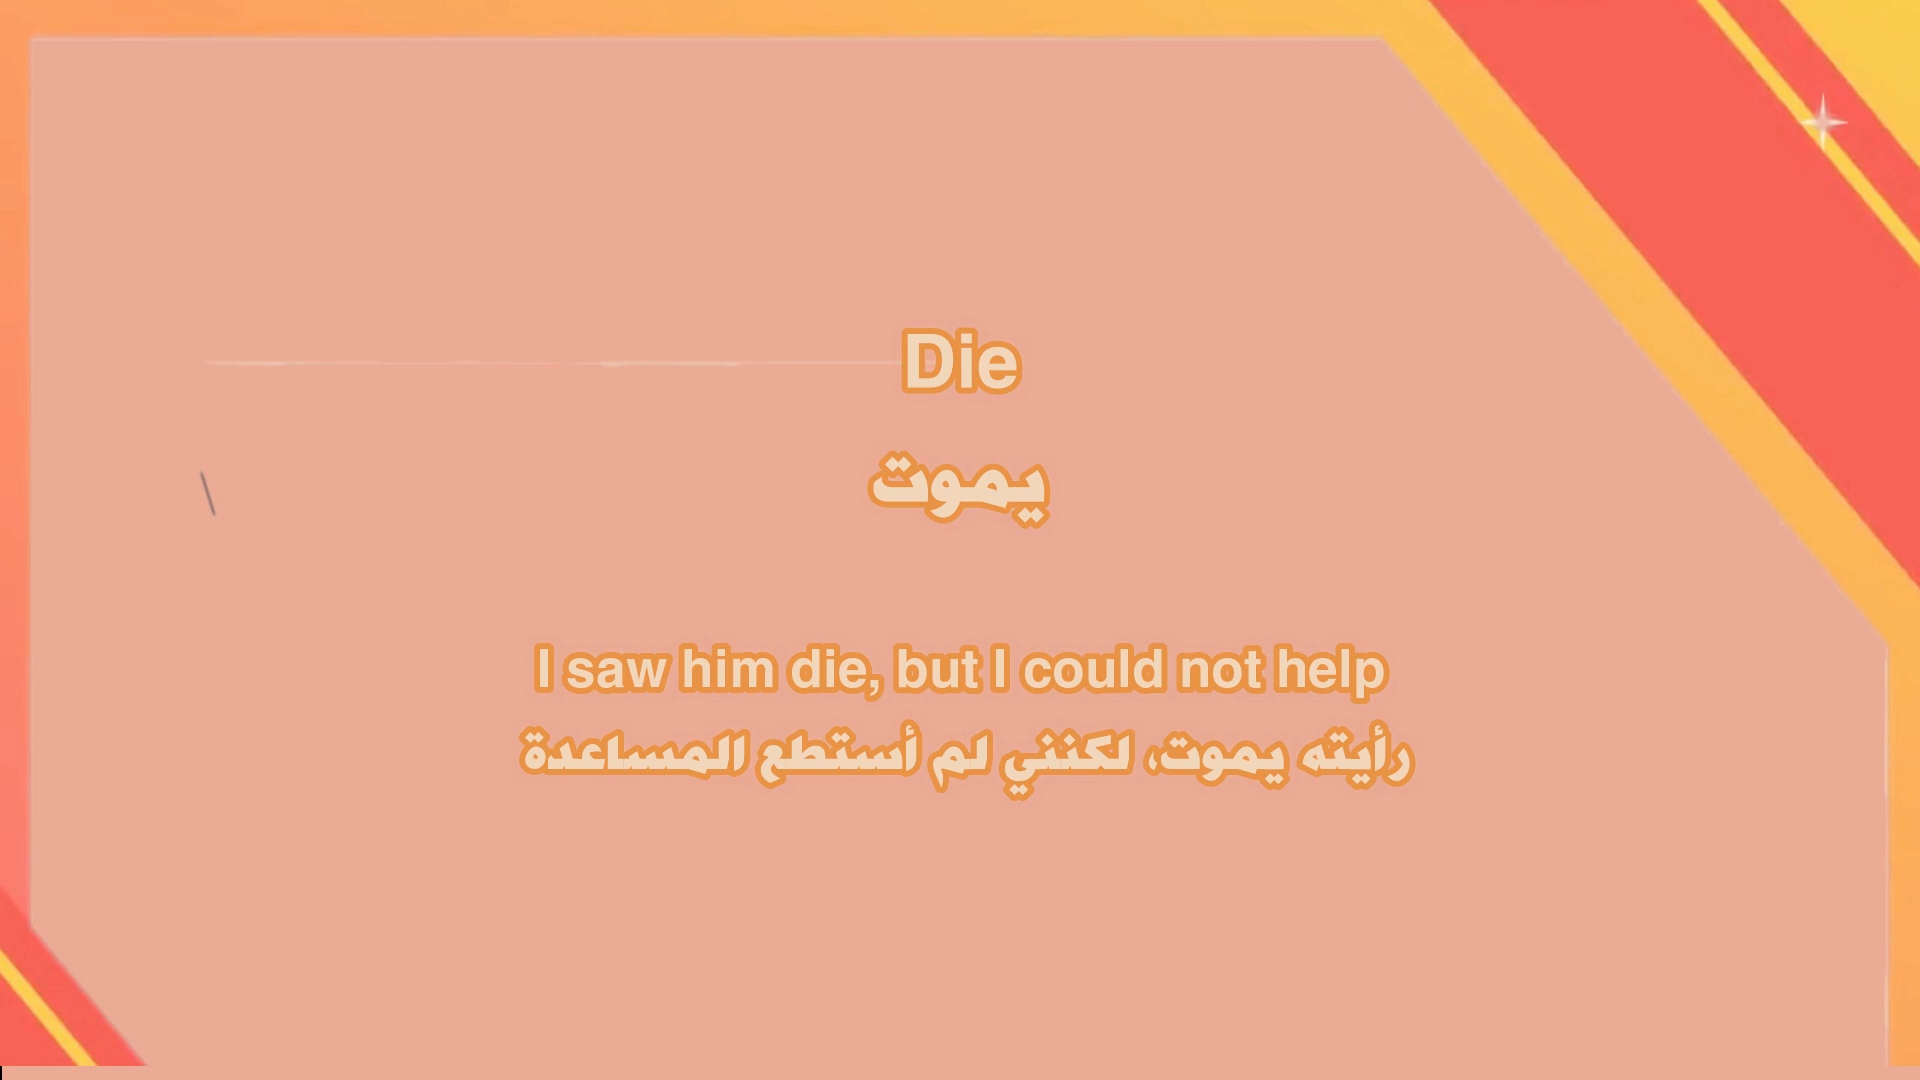 Die
يموت
I saw him die, but I could not help
رأيته يموت، لكنني لم أستطع المساعدة